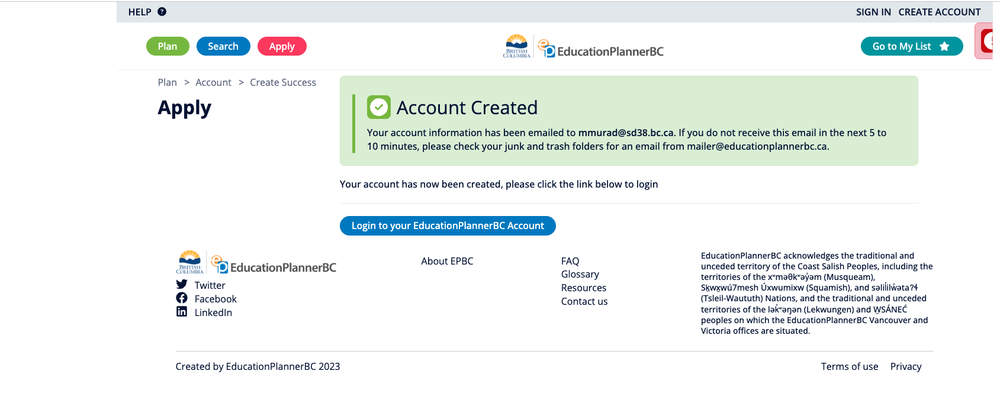 HELP ?
SIGN IN CREATE ACCOUNT
Plan Search Apply
BRITISH COLUMBIA
EducationPlannerBC
Go to My List
Plan > Account > Create Success
Apply
Account Created
Your account information has been emailed to mmurad@sd38.bc.ca. If you do not receive this email in the next 5 to
10 minutes, please check your junk and trash folders for an email from mailer@educationplannerbc.ca.
Your account has now been created, please click the link below to login
Login to your EducationPlannerBC Account
BRITISH COLUMBIA
EducationPlannerBC
Twitter
Facebook
LinkedIn
About EPBC
FAQ
Glossary
Resources
Contact us
EducationPlannerBC acknowledges the traditional and
unceded territory of the Coast Salish Peoples, including the
territories of the xʷməθkʷəy̓əm (Musqueam),
Sḵwx̱wú7mesh Úxwumixw (Squamish), and səl̓ilw̓ətaʔɬ
(Tsleil-Waututh) Nations, and the traditional and unceded
territories of the lək̓ʷəŋən (Lekwungen) and W̱SÁNEĆ
peoples on which the EducationPlannerBC Vancouver and
Victoria offices are situated.
Created by EducationPlannerBC 2023
Terms of use Privacy